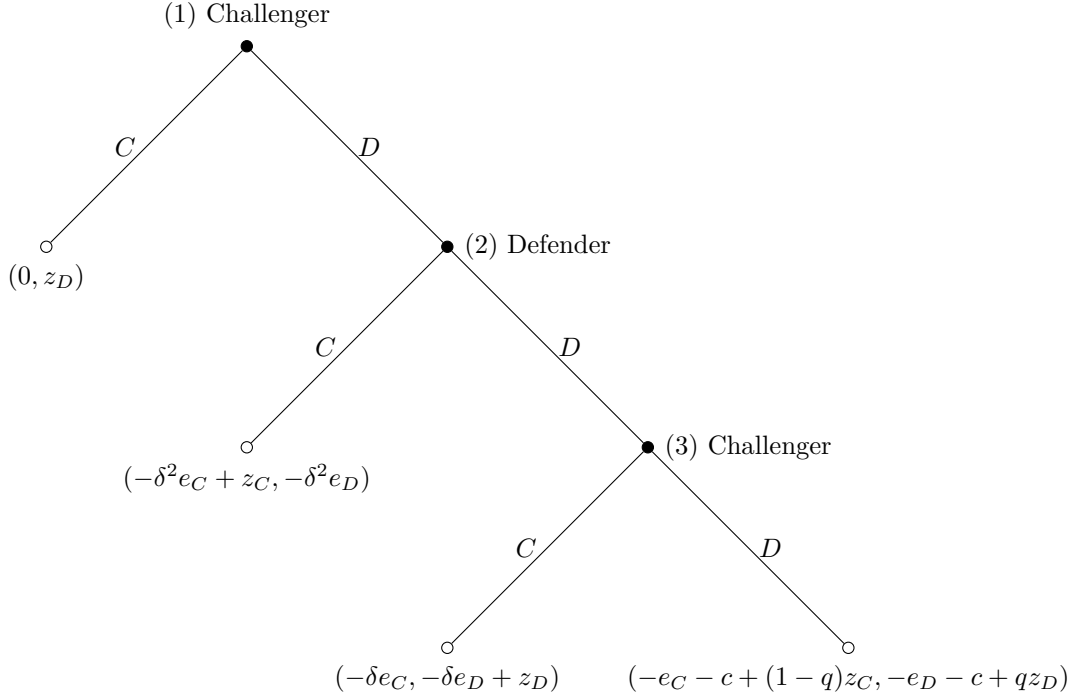 (1) Challenger
C
D
(0, z_D)
(2) Defender
C
D
(−δ²e_C + z_C, −δ²e_D)
(3) Challenger
C
D
(−δe_C, −δe_D + z_D)
(−e_C − c + (1 − q)z_C, −e_D − c + qz_D)